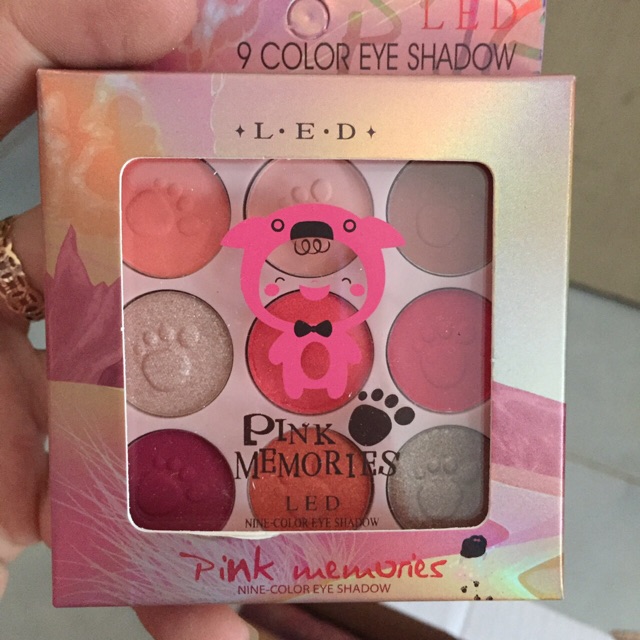 LED
9 COLOR EYE SHADOW
L.E.D
PINK
MEMORIES
LED
NINE-COLOR EYE SHADOW
Pink memories
NINE-COLOR EYE SHADOW